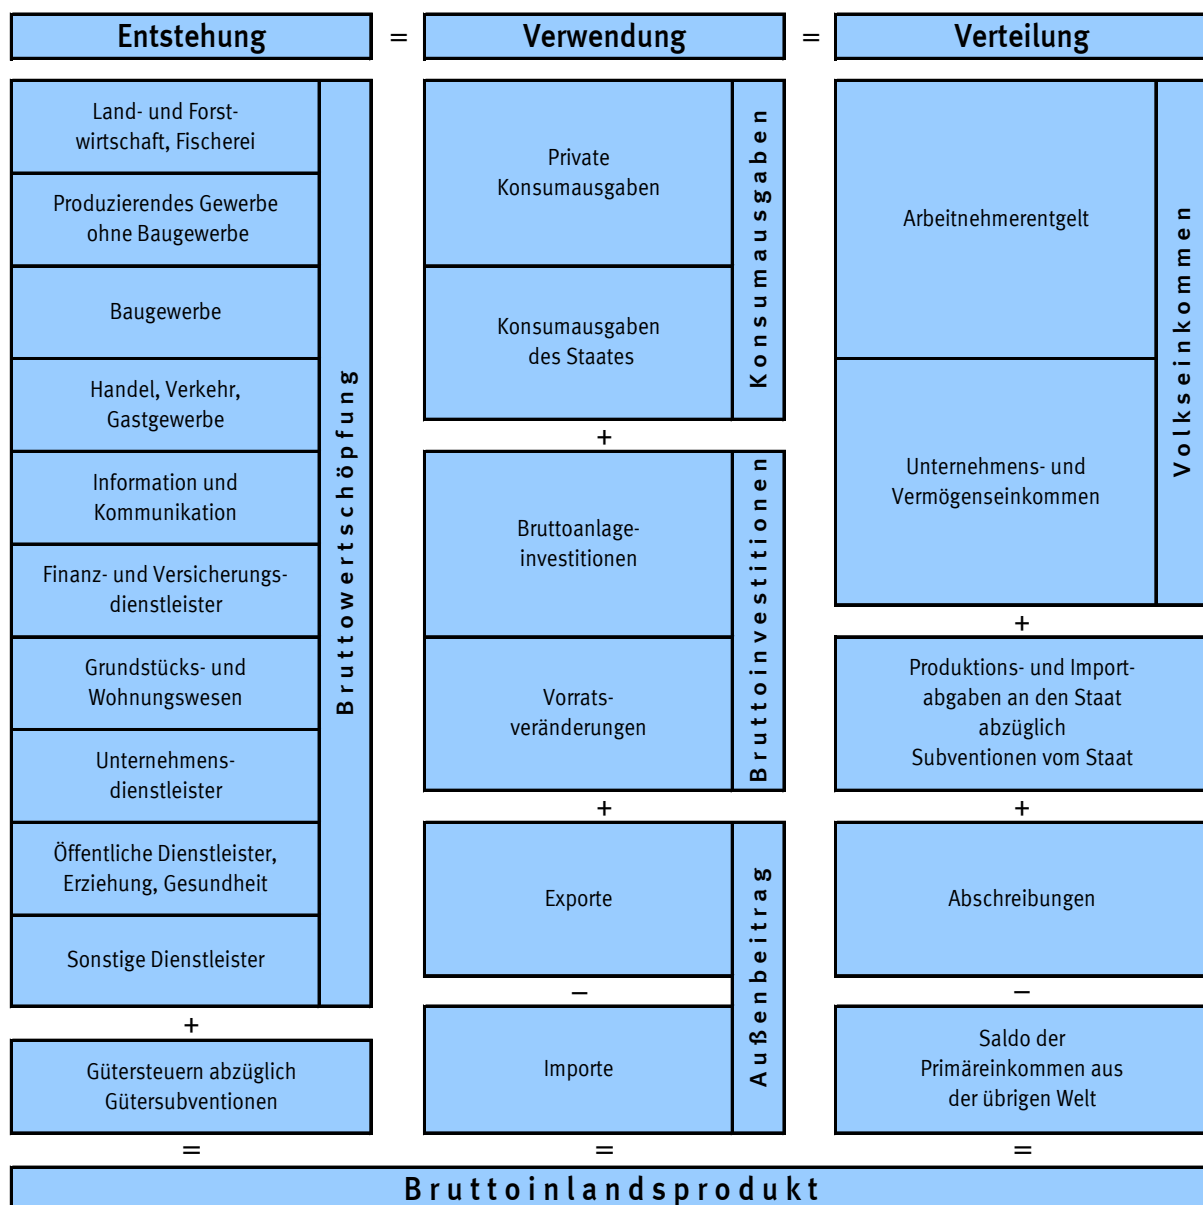 Entstehung
=
Verwendung
=
Verteilung
Land- und Forst-
wirtschaft, Fischerei
Produzierendes Gewerbe
ohne Baugewerbe
Baugewerbe
Handel, Verkehr,
Gastgewerbe
Information und
Kommunikation
Finanz- und Versicherungs-
dienstleister
Grundstücks- und
Wohnungswesen
Unternehmens-
dienstleister
Öffentliche Dienstleister,
Erziehung, Gesundheit
Sonstige Dienstleister
Bruttowertschöpfung
+
Gütersteuern abzüglich
Gütersubventionen
=
Private
Konsumausgaben
Konsumausgaben
des Staates
Konsumausgaben
+
Bruttoanlage-
investitionen
Vorrats-
veränderungen
Bruttoinvestitionen
+
Exporte
–
Importe
Außenbeitrag
=
Arbeitnehmerentgelt
Unternehmens- und
Vermögenseinkommen
Volkseinkommen
+
Produktions- und Import-
abgaben an den Staat
abzüglich
Subventionen vom Staat
+
Abschreibungen
–
Saldo der
Primäreinkommen aus
der übrigen Welt
=
Bruttoinlandsprodukt